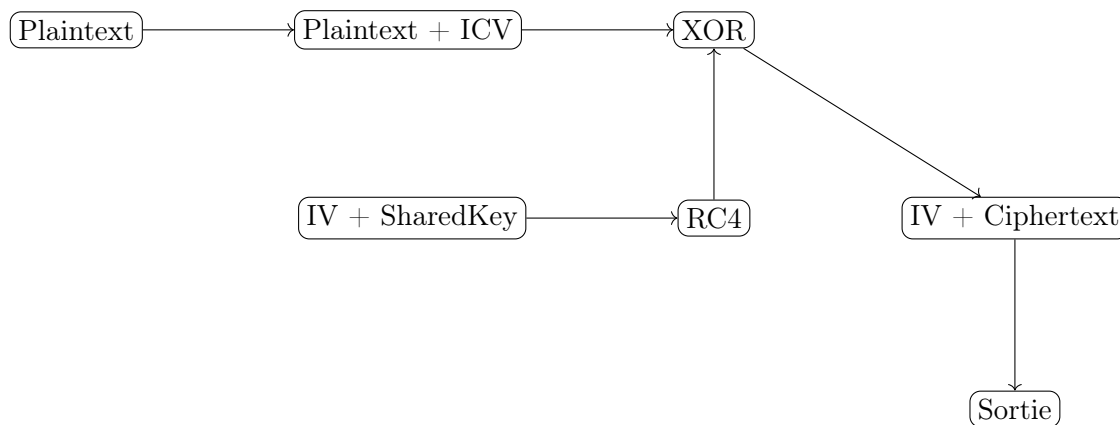 Plaintext
Plaintext + ICV
XOR
IV + SharedKey
RC4
IV + Ciphertext
Sortie